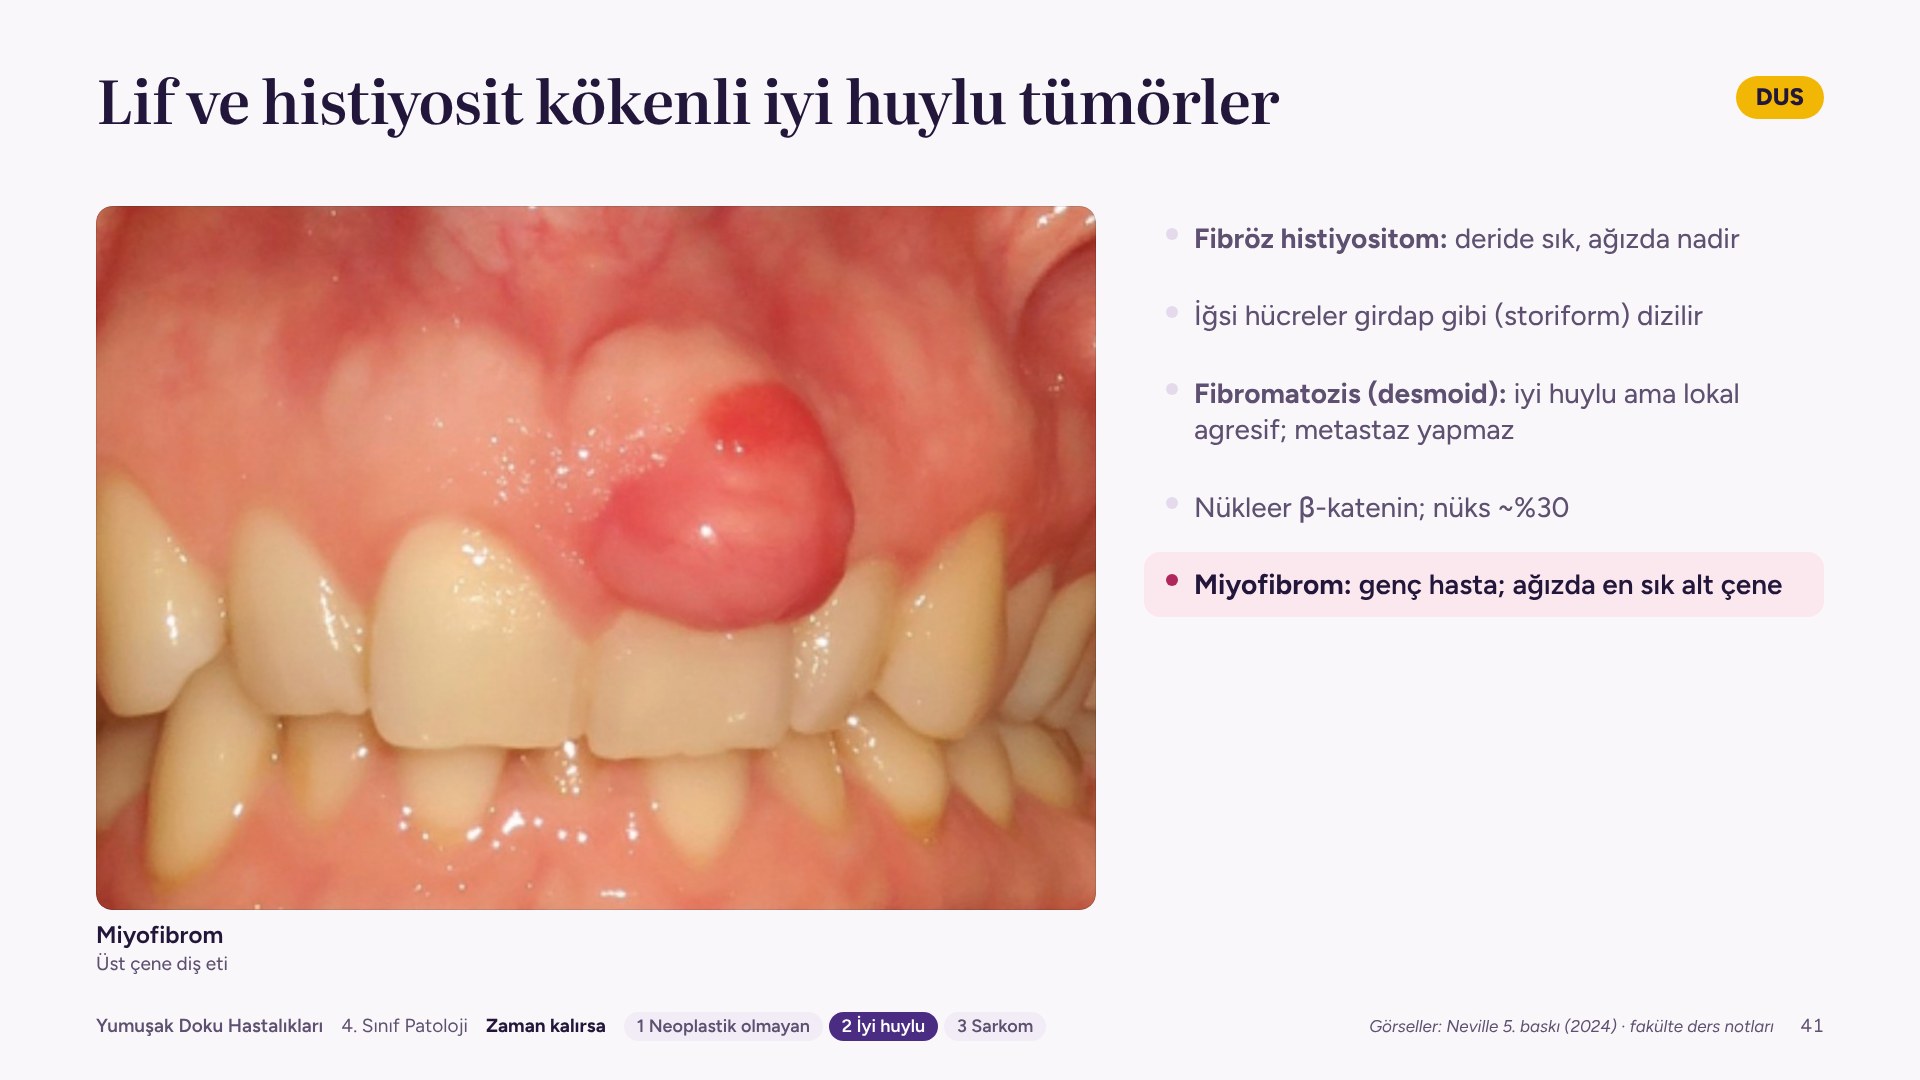 Lif ve histiyosit kökenli iyi huylu tümörler
DUS
Fibröz histiyositom: deride sık, ağızda nadir
İğsi hücreler girdap gibi (storiform) dizilir
Fibromatozis (desmoid): iyi huylu ama lokal
agresif; metastaz yapmaz
Nükleer β-katenin; nüks ~%30
Miyofibrom: genç hasta; ağızda en sık alt çene
Miyofibrom
Üst çene diş eti
Yumuşak Doku Hastalıkları 4. Sınıf Patoloji Zaman kalırsa 1 Neoplastik olmayan 2 İyi huylu 3 Sarkom
Görseller: Neville 5. baskı (2024) · fakülte ders notları 41